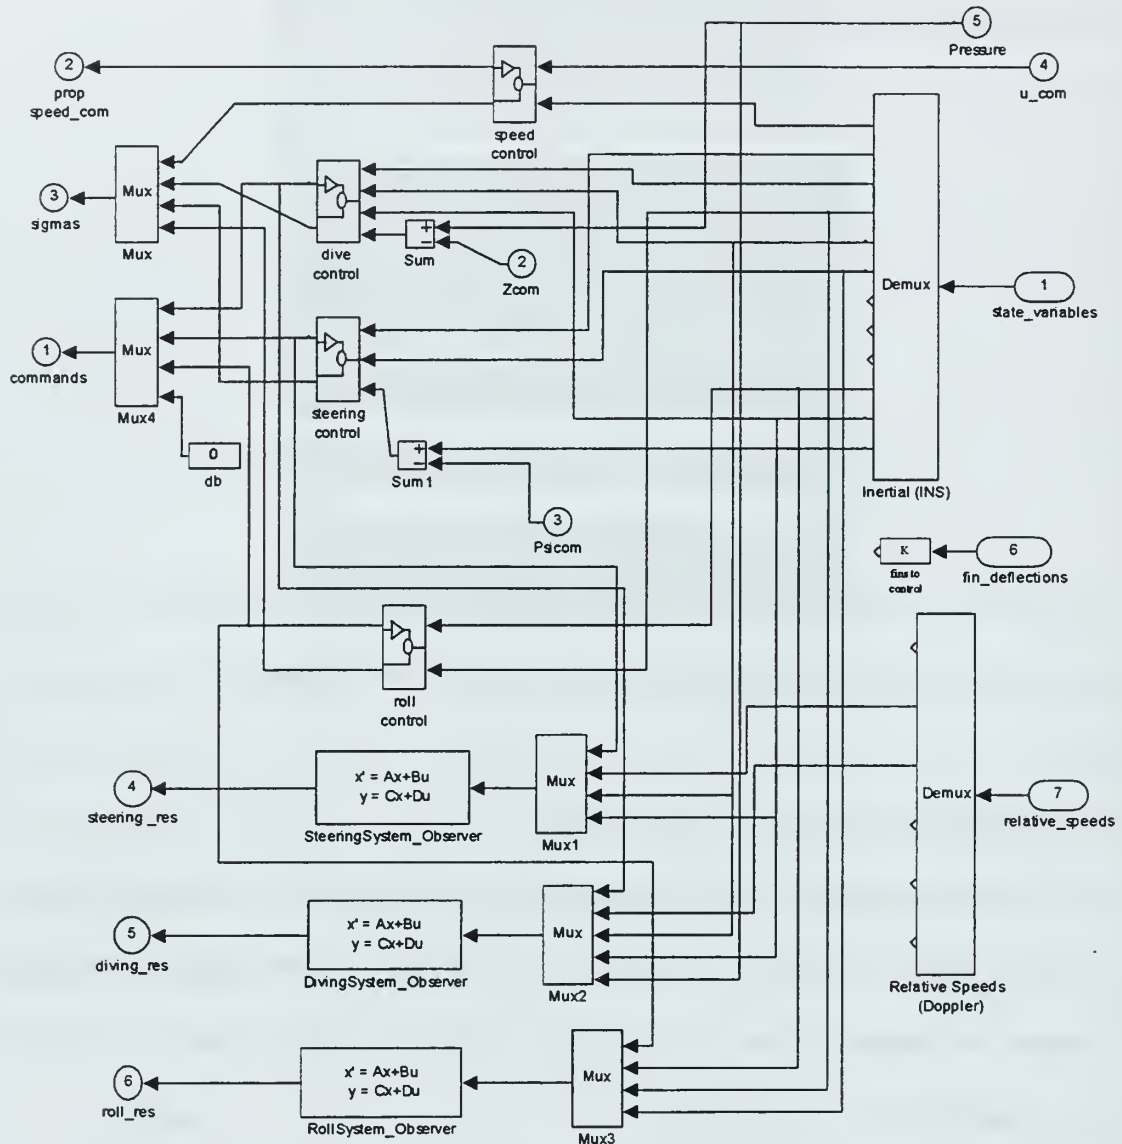 5
Pressure
2
prop
speed_com
4
u_com
speed
control
Mux
3
sigmas
Mux
dive
control
+
−
Sum
2
Zcom
Demux
1
state_variables
Mux
1
commands
Mux4
steering
control
0
db
+
−
Sum1
Inertial (INS)
3
Psicom
K
fins to
control
6
fin_deflections
roll
control
4
steering_res
x' = Ax+Bu
y = Cx+Du
SteeringSystem_Observer
Mux
Mux1
Demux
7
relative_speeds
5
diving_res
x' = Ax+Bu
y = Cx+Du
DivingSystem_Observer
Mux
Mux2
Relative Speeds
(Doppler)
6
roll_res
x' = Ax+Bu
y = Cx+Du
RollSystem_Observer
Mux
Mux3